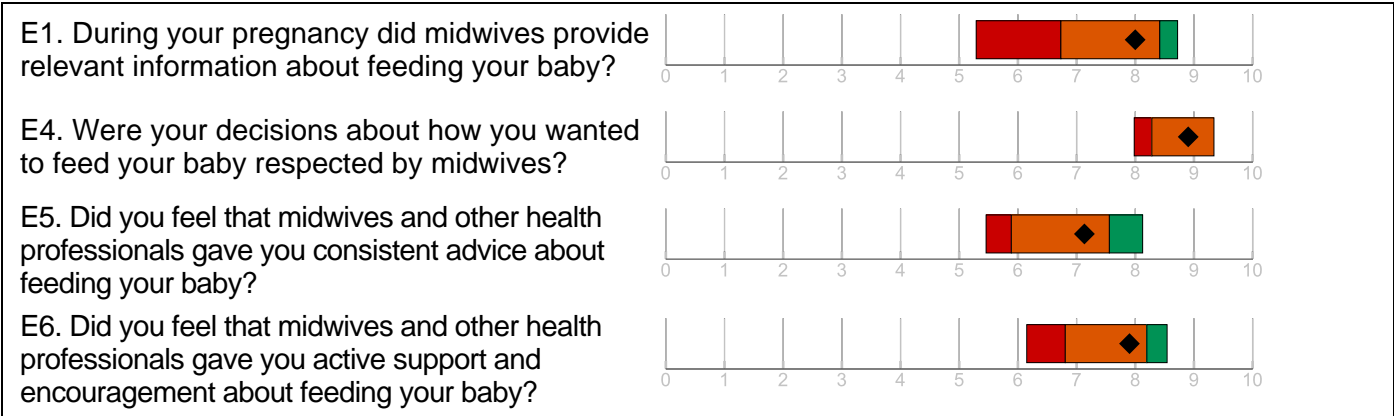 E1. During your pregnancy did midwives provide
relevant information about feeding your baby?
0 1 2 3 4 5 6 7 8 9 10
E4. Were your decisions about how you wanted
to feed your baby respected by midwives?
0 1 2 3 4 5 6 7 8 9 10
E5. Did you feel that midwives and other health
professionals gave you consistent advice about
feeding your baby?
0 1 2 3 4 5 6 7 8 9 10
E6. Did you feel that midwives and other health
professionals gave you active support and
encouragement about feeding your baby?
0 1 2 3 4 5 6 7 8 9 10